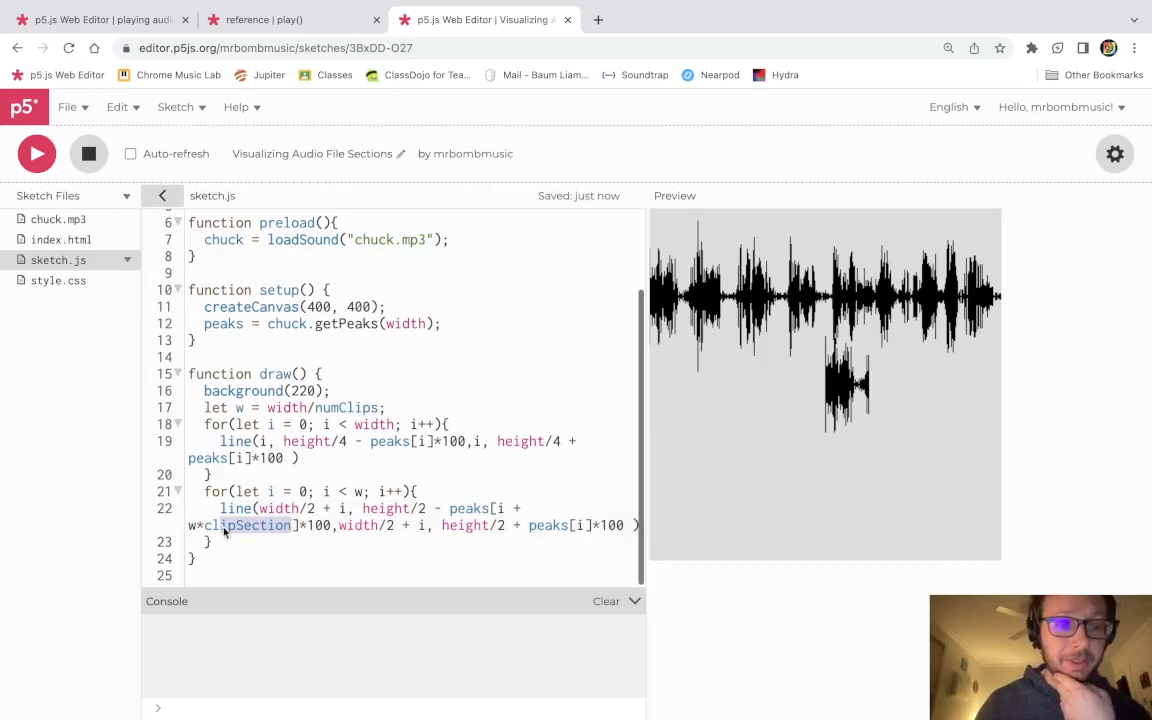 p5.js Web Editor | playing audi
reference | play()
p5.js Web Editor | Visualizing A
editor.p5js.org/mrbombmusic/sketches/3BxDD-O27
p5.js Web Editor
Chrome Music Lab
Jupiter
Classes
ClassDojo for Tea...
Mail - Baum Liam...
Soundtrap
Nearpod
Hydra
Other Bookmarks
p5* File Edit Sketch Help English Hello, mrbombmusic!
Auto-refresh Visualizing Audio File Sections by mrbombmusic
Sketch Files sketch.js Saved: just now Preview
chuck.mp3
index.html
sketch.js
style.css
6 function preload(){
7 chuck = loadSound("chuck.mp3");
8 }
9
10 function setup() {
11 createCanvas(400, 400);
12 peaks = chuck.getPeaks(width);
13 }
14
15 function draw() {
16 background(220);
17 let w = width/numClips;
18 for(let i = 0; i < width; i++){
19 line(i, height/4 - peaks[i]*100,i, height/4 +
peaks[i]*100 )
20 }
21 for(let i = 0; i < w; i++){
22 line(width/2 + i, height/2 - peaks[i +
w*clipSection]*100,width/2 + i, height/2 + peaks[i]*100 )
23 }
24 }
25
Console Clear
>